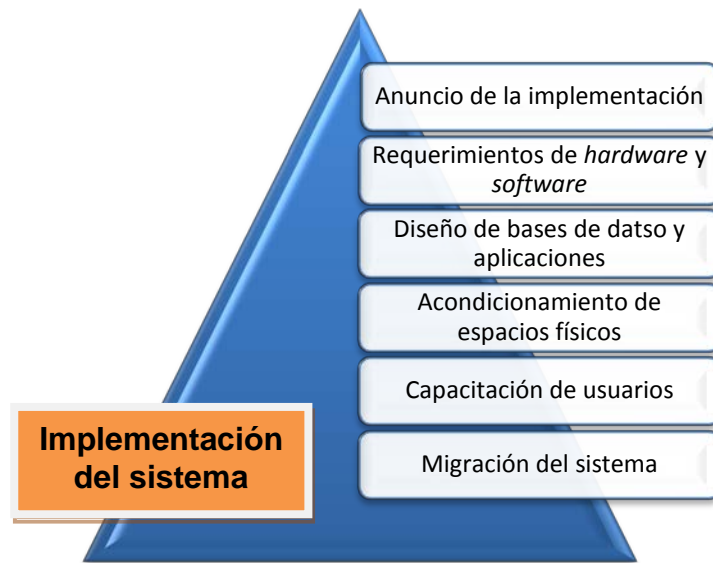 Anuncio de la implementación
Requerimientos de hardware y
software
Diseño de bases de datso y
aplicaciones
Acondicionamiento de
espacios físicos
Capacitación de usuarios
Migración del sistema
Implementación
del sistema